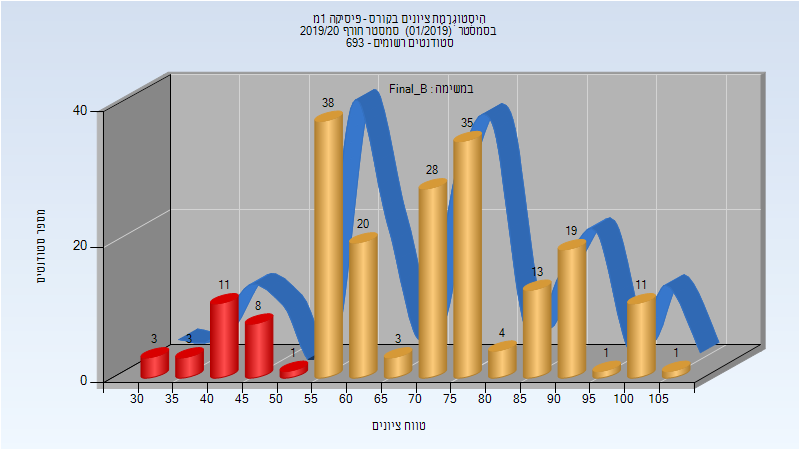 היסטוגרמת ציונים בקורס - פיסיקה 1מ
בסמסטר (01/2019) סמסטר חורף 2019/20
סטודנטים רשומים - 693
במשימה : Final_B
מספר סטודנטים
40
20
0
3
3
11
8
1
38
20
3
28
35
4
13
19
1
11
1
30 35 40 45 50 55 60 65 70 75 80 85 90 95 100 105
טווח ציונים